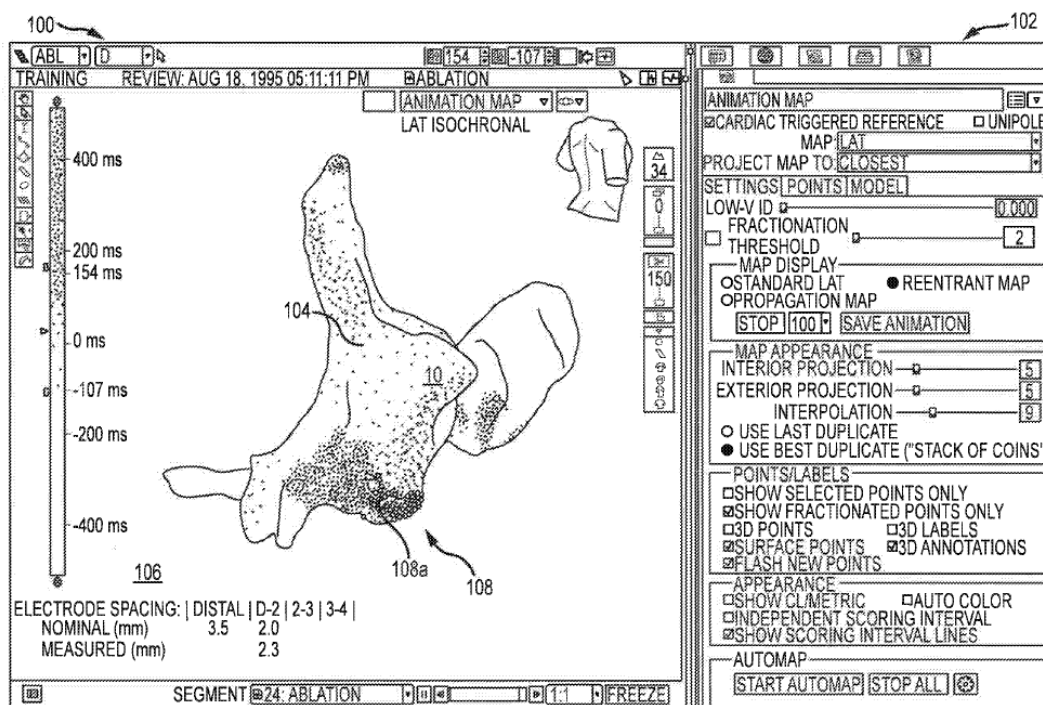 100
102
ABL D 154 -107
TRAINING REVIEW: AUG 18. 1995 05:11:11 PM ABLATION
ANIMATION MAP
LAT ISOCHRONAL
400 ms
200 ms
154 ms
0 ms
-107 ms
-200 ms
-400 ms
34
0
150
104
10
108a
108
106
ELECTRODE SPACING: | DISTAL | D-2 | 2-3 | 3-4 |
NOMINAL (mm) 3.5 2.0
MEASURED (mm) 2.3
SEGMENT 24: ABLATION 1:1 FREEZE
ANIMATION MAP
CARDIAC TRIGGERED REFERENCE UNIPOLE
MAP: LAT
PROJECT MAP TO: CLOSEST
SETTINGS POINTS MODEL
LOW-V ID 0.000
FRACTIONATION
THRESHOLD 2
MAP DISPLAY
STANDARD LAT REENTRANT MAP
PROPAGATION MAP
STOP 100 SAVE ANIMATION
MAP APPEARANCE
INTERIOR PROJECTION 5
EXTERIOR PROJECTION 5
INTERPOLATION 9
USE LAST DUPLICATE
USE BEST DUPLICATE ("STACK OF COINS"
POINTS/LABELS
SHOW SELECTED POINTS ONLY
SHOW FRACTIONATED POINTS ONLY
3D POINTS 3D LABELS
SURFACE POINTS 3D ANNOTATIONS
FLASH NEW POINTS
APPEARANCE
SHOW CL/METRIC AUTO COLOR
INDEPENDENT SCORING INTERVAL
SHOW SCORING INTERVAL LINES
AUTOMAP
START AUTOMAP STOP ALL